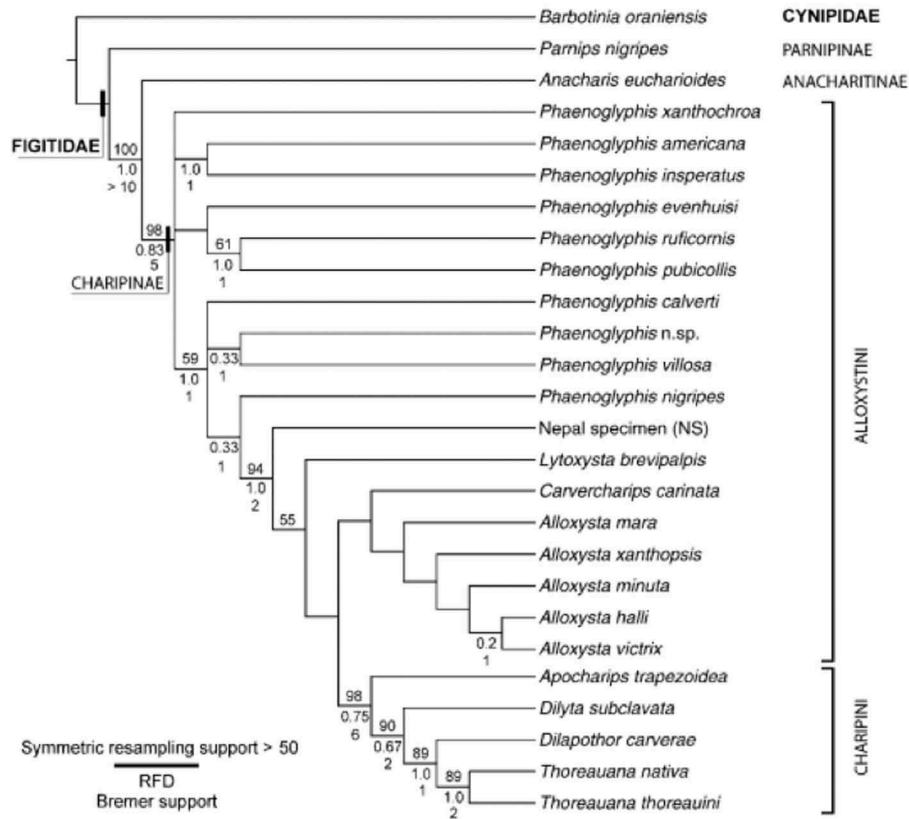 Barbotinia oraniensis CYNIPIDAE
Parnips nigripes PARNIPINAE
Anacharis eucharioides ANACHARITINAE
Phaenoglyphis xanthochroa
FIGITIDAE
100
1.0
> 10
Phaenoglyphis americana
1.0
1
Phaenoglyphis insperatus
Phaenoglyphis evenhuisi
98
0.83
5
CHARIPINAE
61
1.0
1
Phaenoglyphis ruficornis
Phaenoglyphis pubicollis
Phaenoglyphis calverti
Phaenoglyphis n.sp.
0.33
1
59
1.0
1
Phaenoglyphis villosa
ALLOXYSTINI
Phaenoglyphis nigripes
0.33
1
Nepal specimen (NS)
94
1.0
2
Lytoxysta brevipalpis
55
Carvercharips carinata
Alloxysta mara
Alloxysta xanthopsis
Alloxysta minuta
Alloxysta halli
0.2
1
Alloxysta victrix
Apocharips trapezoidea
98
0.75
6
Dilyta subclavata
90
0.67
2
CHARIPINI
Dilapothor carverae
89
1.0
1
Thoreauana nativa
89
1.0
2
Thoreauana thoreauini
Symmetric resampling support > 50
RFD
Bremer support